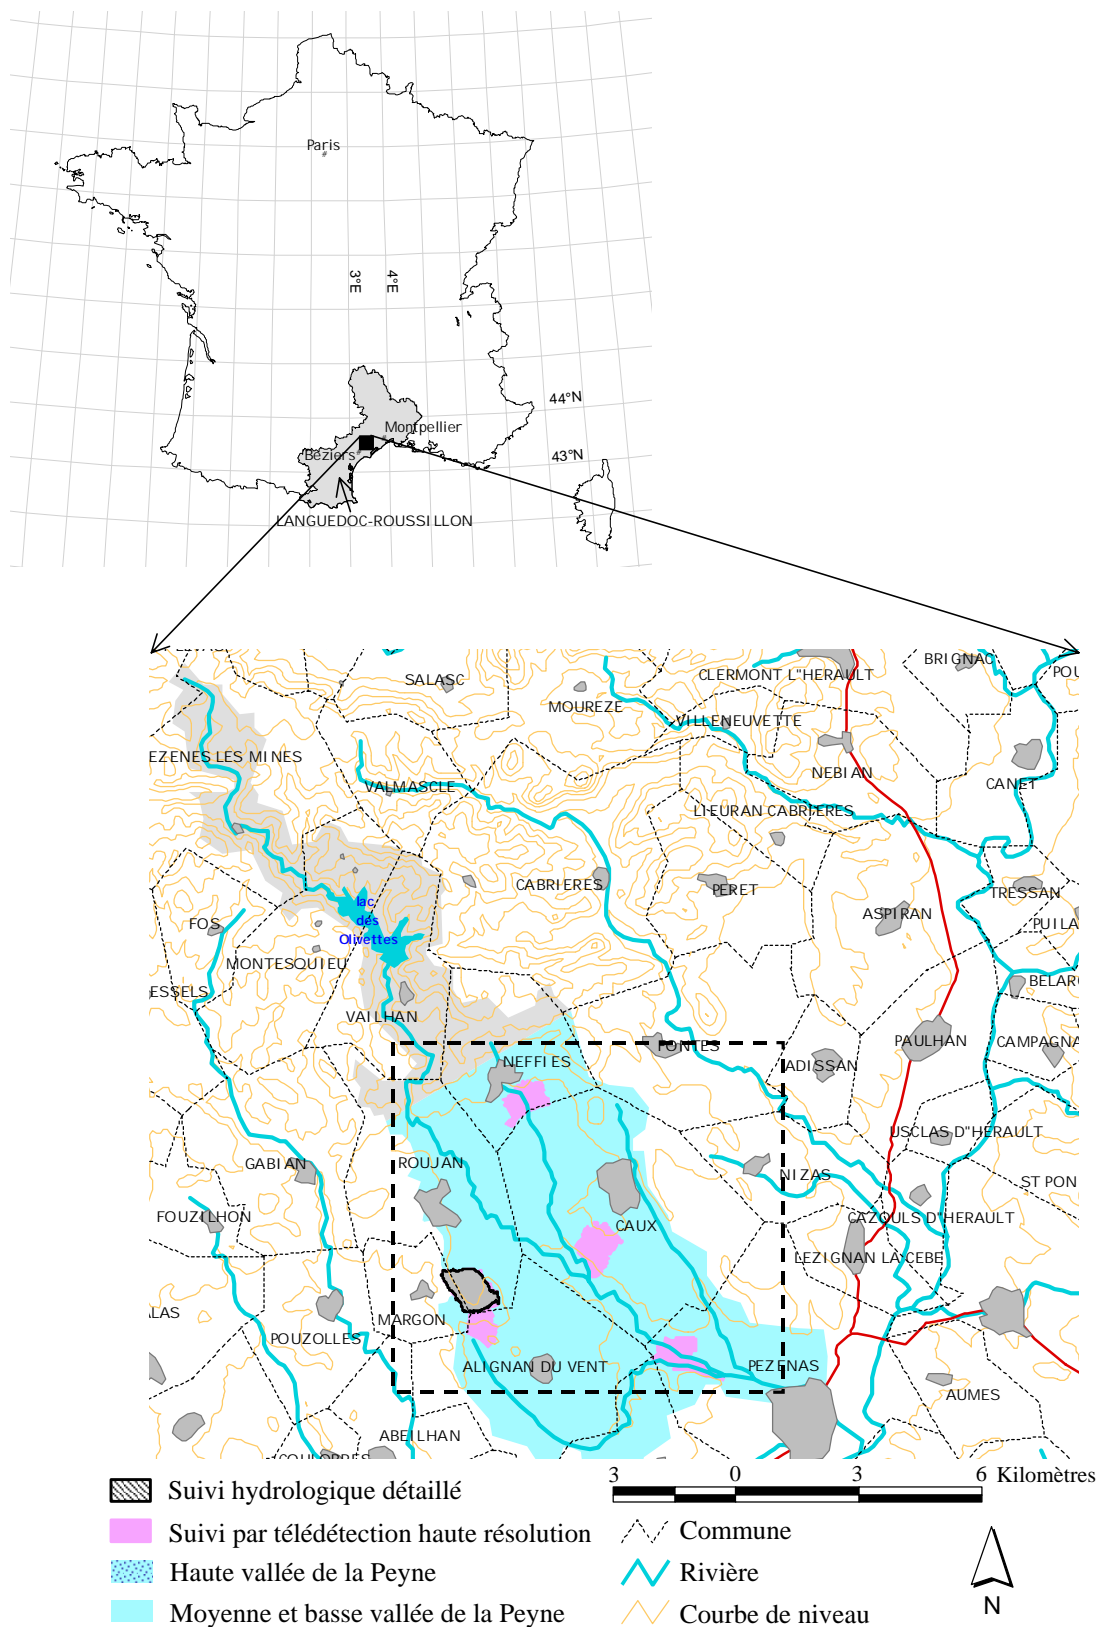 Paris
3°E
4°E
44°N
Montpellier
Béziers
43°N
LANGUEDOC-ROUSSILLON
BRIGNAC
POU
SALASC
CLERMONT L"HERAULT
MOUREZE
VILLENEUVETTE
EZENES LES MINES
NEBIAN
VALMASCLE
CANET
LIEURAN CABRIERES
CABRIERES
PERET
TRESSAN
lac
des
Olivettes
FOS
ASPIRAN
PUILA
MONTESQUIEU
ESSELS
BELAR
VAILHAN
PAULHAN
CAMPAGNA
FONTES
NEFFIES
ADISSAN
USCLAS D"HERAULT
GABIAN
ROUJAN
NIZAS
ST PON
FOUZILHON
CAUX
CAZOULS D"HERAULT
LEZIGNAN LA CEBE
LAS
MARGON
POUZOLLES
ALIGNAN DU VENT
PEZENAS
AUMES
ABEILHAN
COULOBRES
3 0 3 6 Kilomètres
Suivi hydrologique détaillé
Suivi par télédétection haute résolution
Commune
Haute vallée de la Peyne
Rivière
Moyenne et basse vallée de la Peyne
Courbe de niveau
N